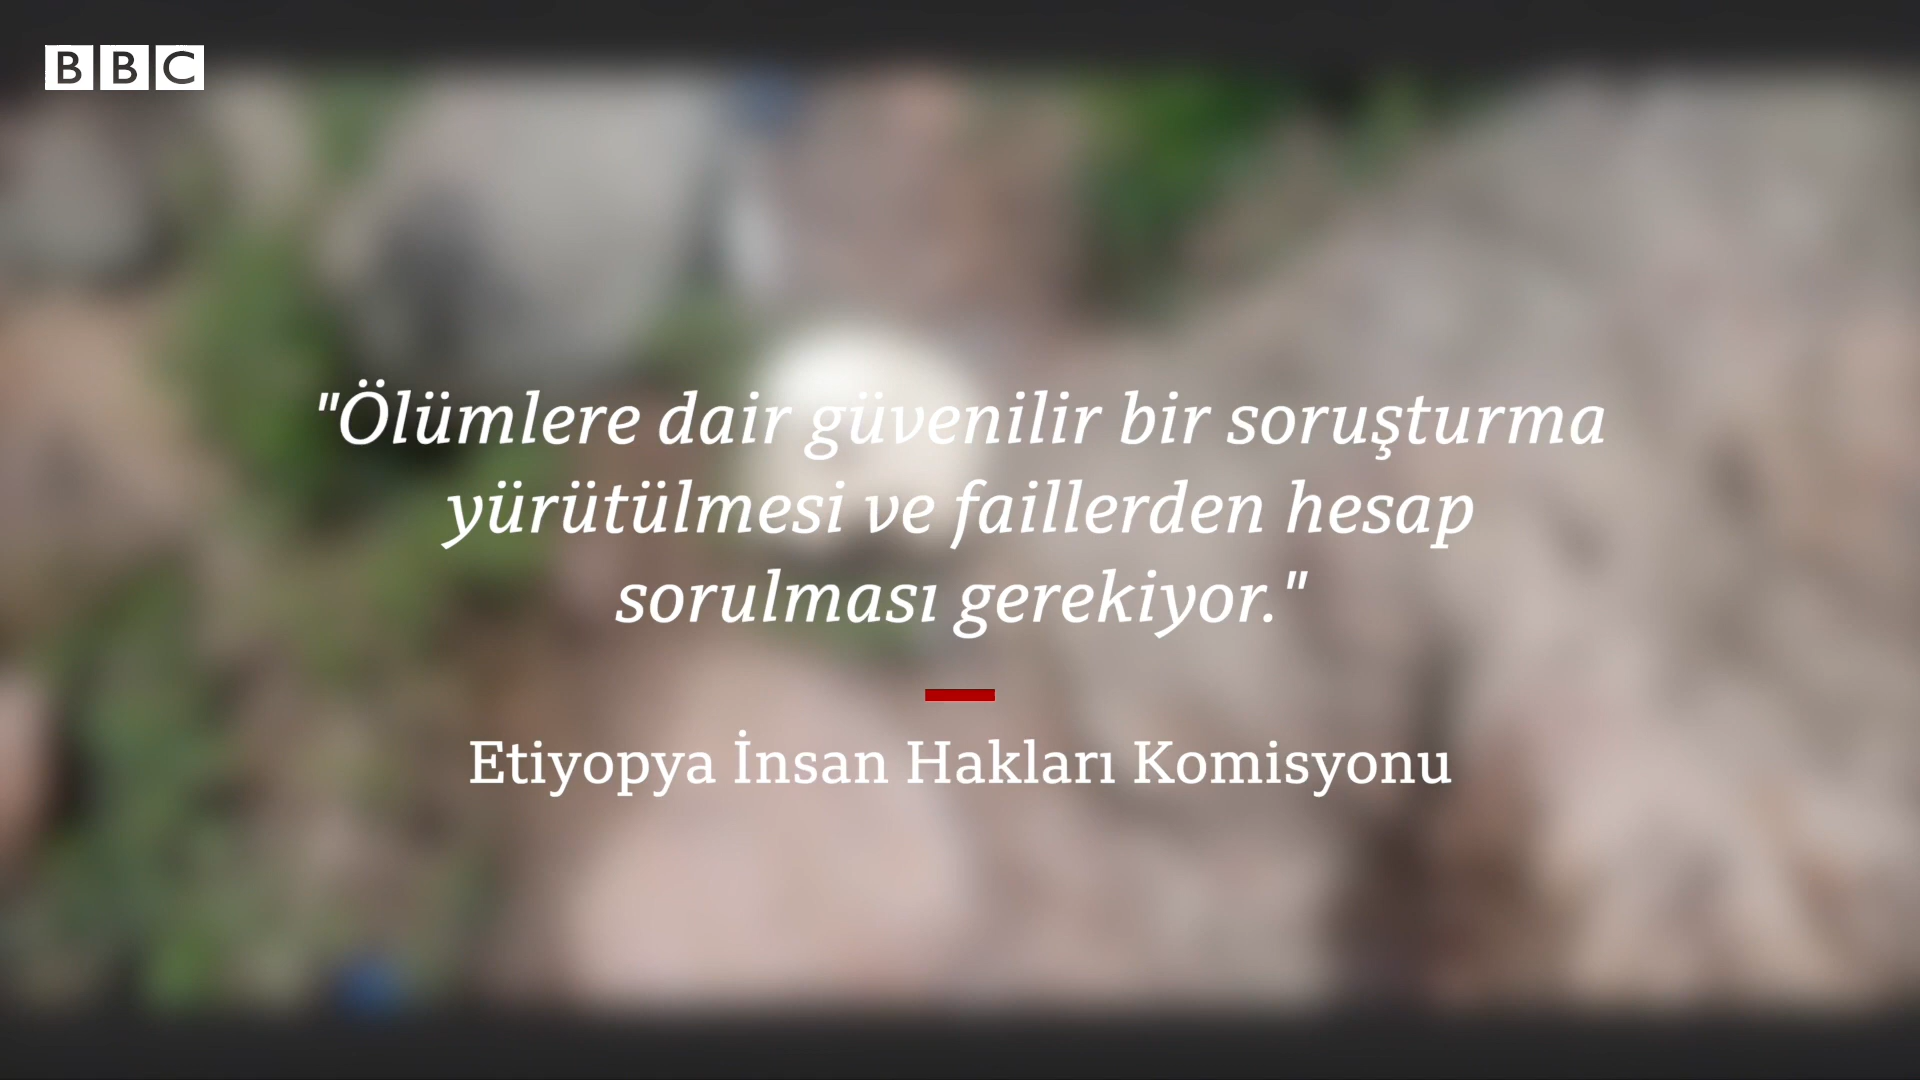 BBC
"Ölümlere dair güvenilir bir soruşturma
yürütülmesi ve faillerden hesap
sorulması gerekiyor."
Etiyopya İnsan Hakları Komisyonu